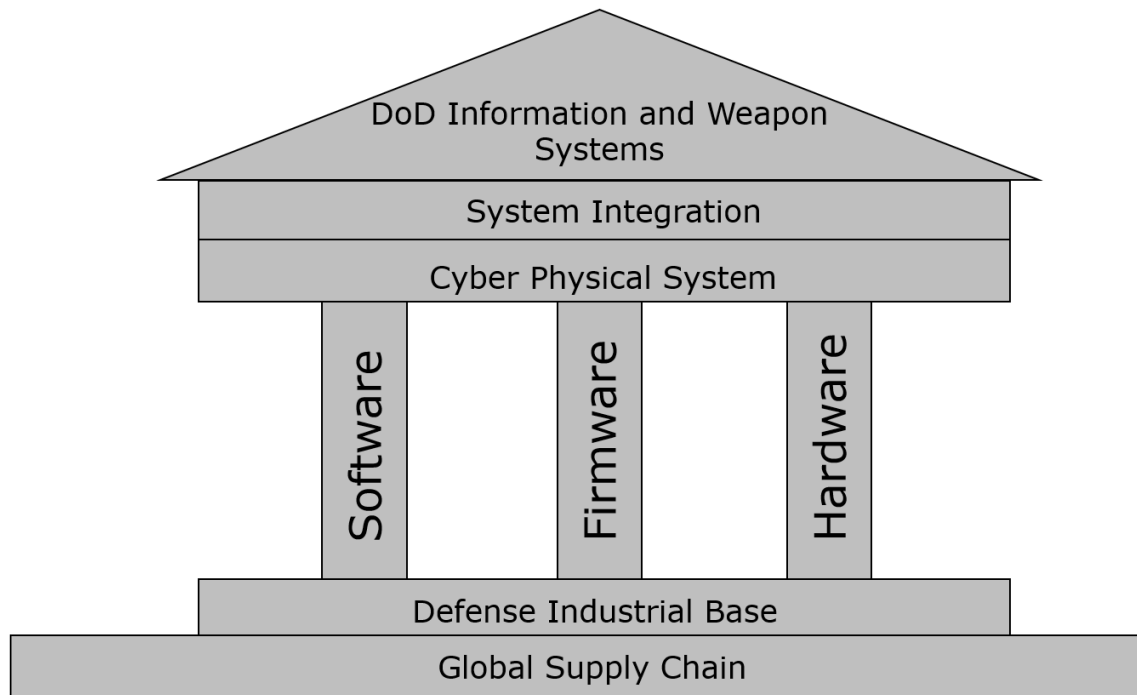 DoD Information and Weapon
Systems
System Integration
Cyber Physical System
Software
Firmware
Hardware
Defense Industrial Base
Global Supply Chain